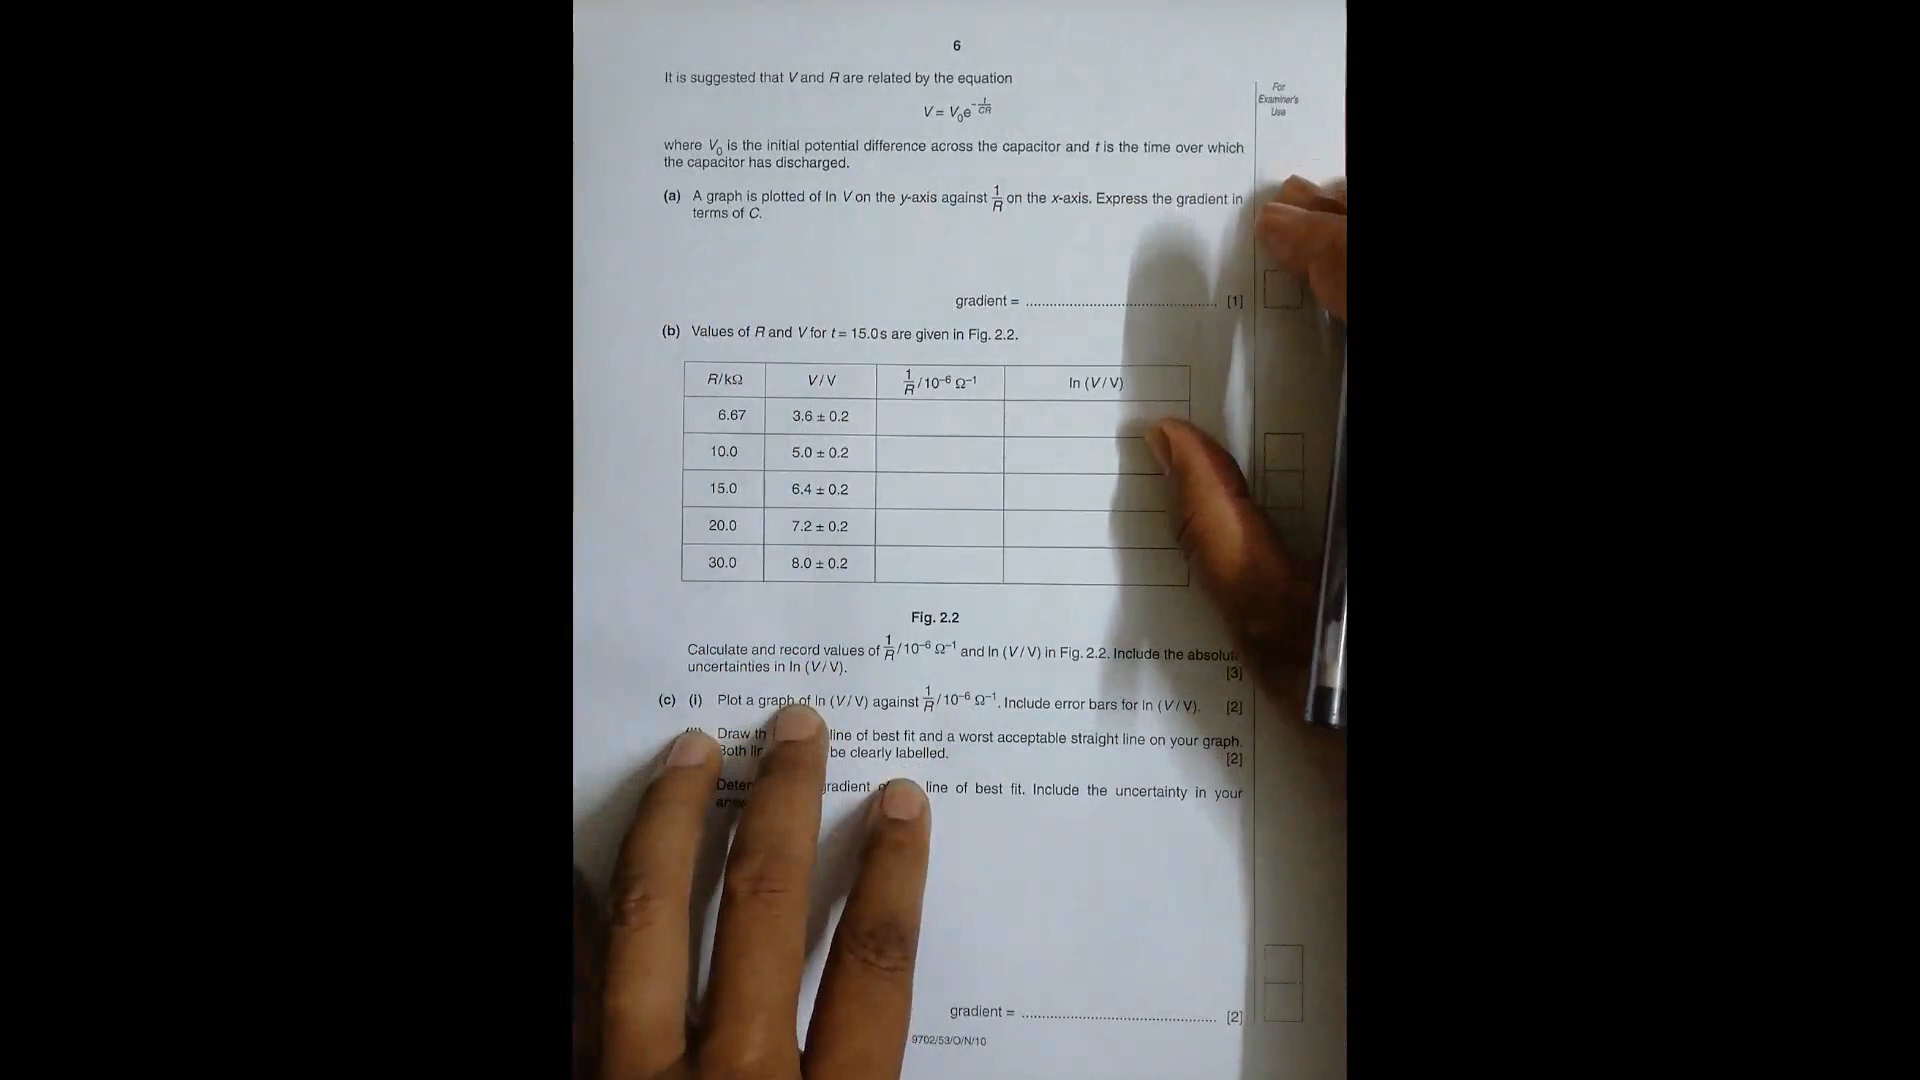 6
It is suggested that V and R are related by the equation
V = V₀e^(-t/CR)
For
Examiner's
Use
where V₀ is the initial potential difference across the capacitor and t is the time over which
the capacitor has discharged.
(a) A graph is plotted of ln V on the y-axis against 1/R on the x-axis. Express the gradient in
terms of C.
gradient = ................................................ [1]
(b) Values of R and V for t = 15.0 s are given in Fig. 2.2.
R/kΩ V/V 1/R /10⁻⁶ Ω⁻¹ ln (V/V)
6.67 3.6 ± 0.2
10.0 5.0 ± 0.2
15.0 6.4 ± 0.2
20.0 7.2 ± 0.2
30.0 8.0 ± 0.2
Fig. 2.2
Calculate and record values of 1/R /10⁻⁶ Ω⁻¹ and ln (V/V) in Fig. 2.2. Include the absolut
uncertainties in ln (V/V). [3]
(c) (i) Plot a graph of ln (V/V) against 1/R /10⁻⁶ Ω⁻¹. Include error bars for ln (V/V). [2]
Draw line of best fit and a worst acceptable straight line on your graph.
Both be clearly labelled. [2]
gradient line of best fit. Include the uncertainty in your
gradient = ................................................ [2]
9702/53/O/N/10